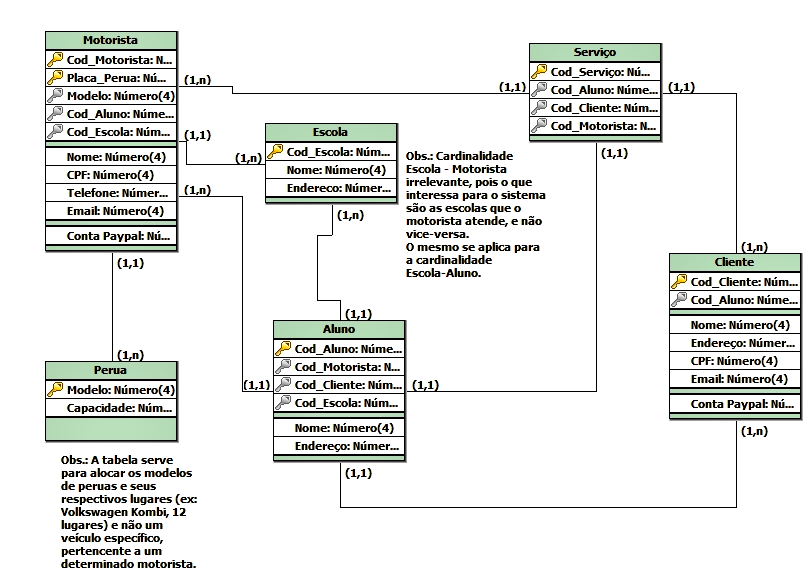 Motorista
Cod_Motorista: N...
Placa_Perua: Nú...
Modelo: Número(4)
Cod_Aluno: Núme...
Cod_Escola: Núm...
Nome: Número(4)
CPF: Número(4)
Telefone: Númer...
Email: Número(4)
Conta Paypal: Nú...
(1,n)
(1,1)
(1,n)
(1,1)
(1,n)
Escola
Cod_Escola: Núm...
Nome: Número(4)
Endereco: Númer...
(1,n)
(1,n)
Obs.: Cardinalidade
Escola - Motorista
irrelevante, pois o que
interessa para o sistema
são as escolas que o
motorista atende, e não
vice-versa.
O mesmo se aplica para
a cardinalidade
Escola-Aluno.
Serviço
Cod_Serviço: Nú...
Cod_Aluno: Núme...
Cod_Cliente: Núm...
Cod_Motorista: N...
(1,1)
(1,1)
(1,1)
(1,n)
Cliente
Cod_Cliente: Núm...
Cod_Aluno: Núme...
Nome: Número(4)
Endereço: Númer...
CPF: Número(4)
Email: Número(4)
Conta Paypal: Nú...
(1,n)
Perua
Modelo: Número(4)
Capacidade: Núm...
Obs.: A tabela serve
para alocar os modelos
de peruas e seus
respectivos lugares (ex:
Volkswagen Kombi, 12
lugares) e não um
veículo específico,
pertencente a um
determinado motorista.
(1,1)
Aluno
Cod_Aluno: Núme...
Cod_Motorista: N...
Cod_Cliente: Núm...
Cod_Escola: Núm...
Nome: Número(4)
Endereço: Númer...
(1,1)
(1,1)
(1,1)